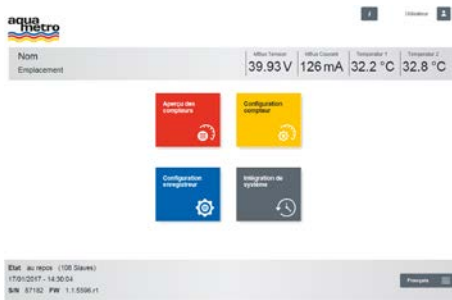 aqua
metro
i
Utilisateur
Nom
Emplacement
MBus Tension
39.93 V
MBus Courant
126 mA
Temperatur 1
32.2 °C
Temperatur 2
32.8 °C
Aperçu des
compteurs
Configuration
compteur
Configuration
enregistreur
Intégration de
système
Etat au repos (108 Slaves)
17/01/2017 - 14:30:04
S/N 87182 FW 1.1.5596.r1
Français